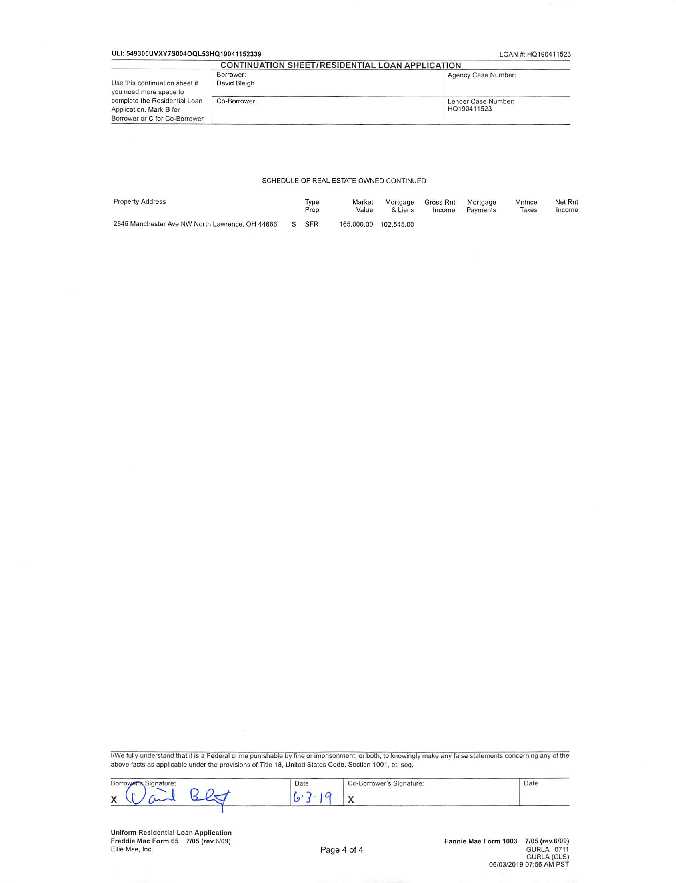 ULI: LOAN #: HQ190411523
CONTINUATION SHEET/RESIDENTIAL LOAN APPLICATION
Use this continuation sheet if
you need more space to
complete the Residential Loan
Application. Mark B for
Borrower or C for Co-Borrower.
Borrower:
David Bleigh
Agency Case Number:
Co-Borrower:
Lender Case Number:
HQ190411523
SCHEDULE OF REAL ESTATE OWNED CONTINUED
Property Address Type Market Mortgage Gross Rnt Mortgage Mntnce Net Rnt
Prop Value & Liens Income Payments Taxes Income
Manchester Ave NW North Lawrence, OH 44666 S SFR 165,000.00 102,545.00
I/We fully understand that it is a Federal crime punishable by fine or imprisonment, or both, to knowingly make any false statements concerning any of the
above facts as applicable under the provisions of Title 18, United States Code, Section 1001, et. seq.
Borrower's Signature: Date Co-Borrower's Signature: Date
X 6·3·19 X
Uniform Residential Loan Application
Freddie Mac Form 65 7/05 (rev.6/09) Fannie Mae Form 1003 7/05 (rev.6/09)
Ellie Mae, Inc. Page 4 of 4 GURLA 0711
GURLA (CLS)
06/03/2019 07:56 AM PST